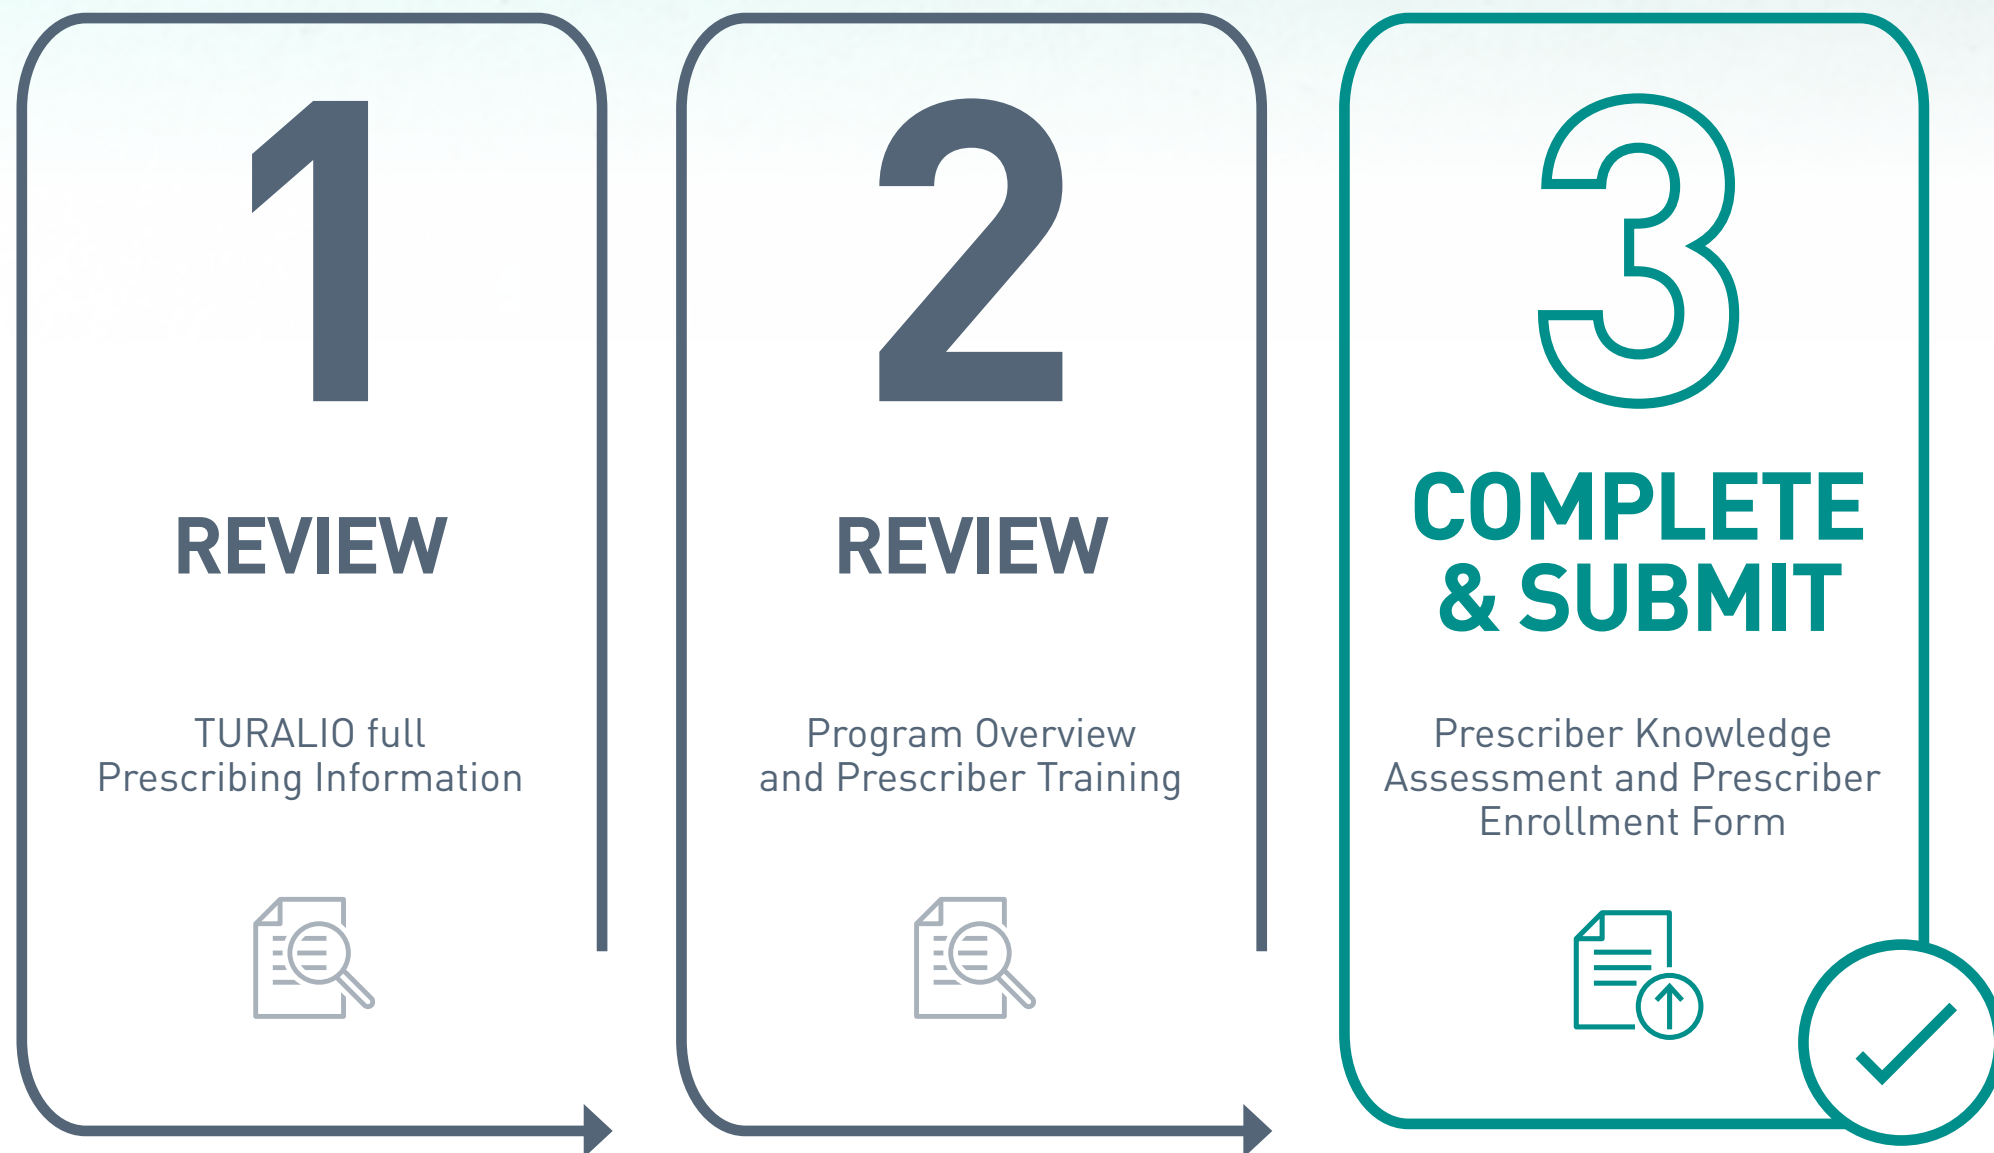 1
REVIEW
TURALIO full
Prescribing Information
2
REVIEW
Program Overview
and Prescriber Training
3
COMPLETE
& SUBMIT
Prescriber Knowledge
Assessment and Prescriber
Enrollment Form